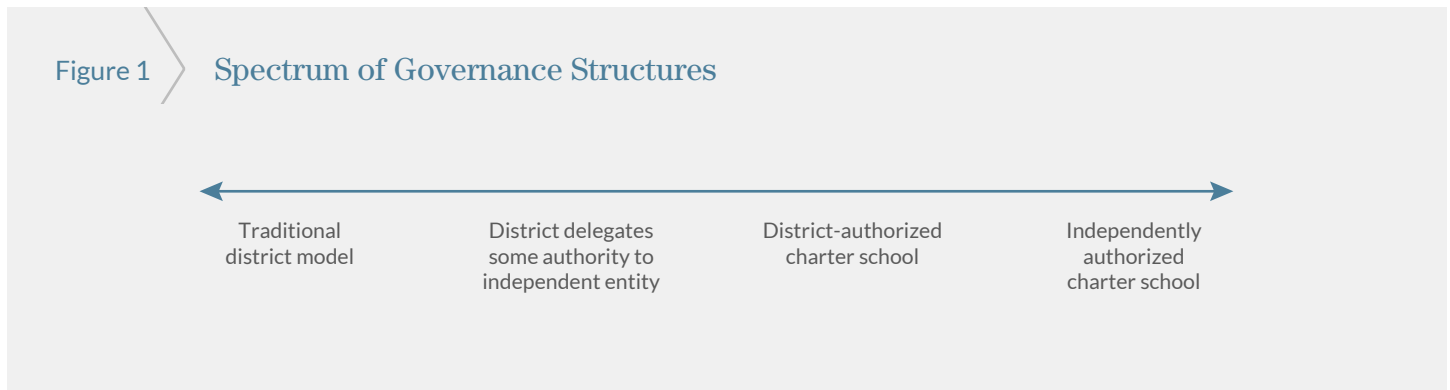 Figure 1
Spectrum of Governance Structures
Traditional
district model
District delegates
some authority to
independent entity
District-authorized
charter school
Independently
authorized
charter school